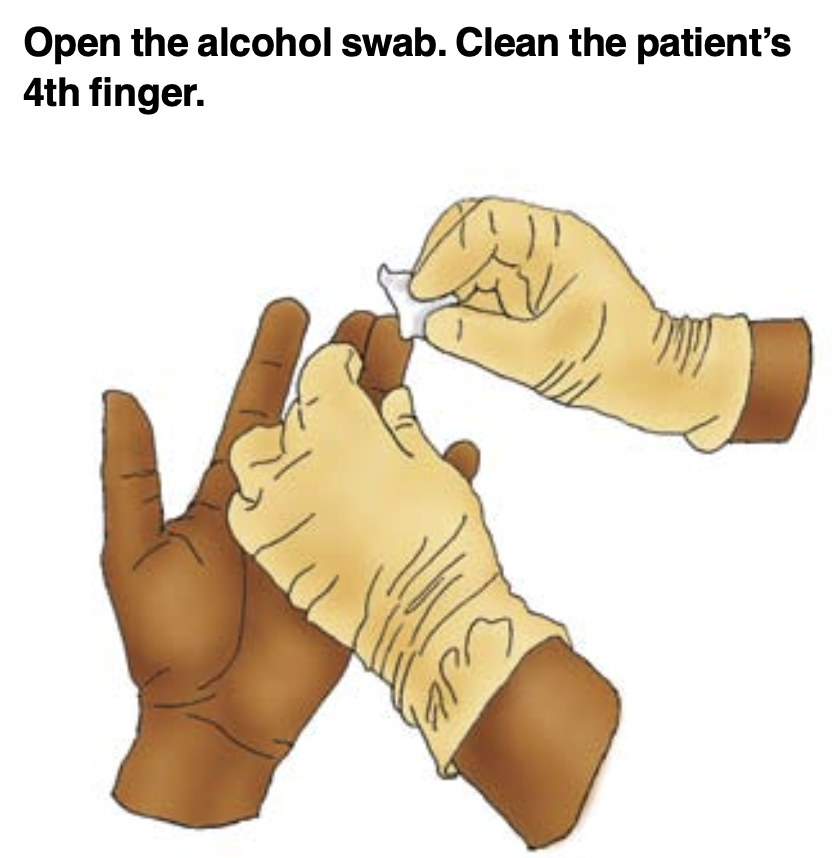 Open the alcohol swab. Clean the patient’s
4th finger.